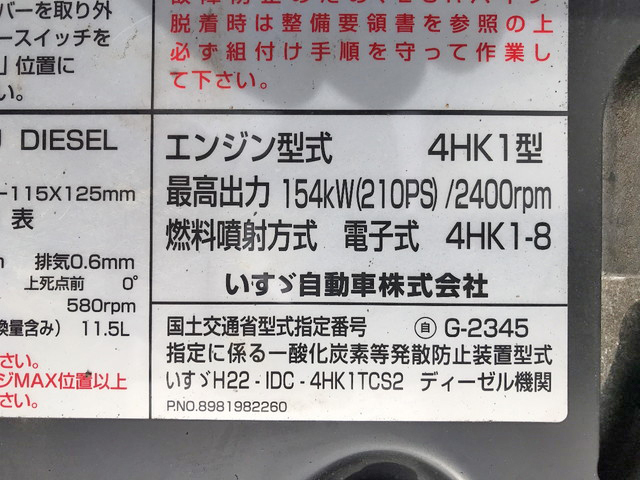 バーを取り外
ースイッチを
」位置に
い。
脱着時は整備要領書を参照の上
必ず組付け手順を守って作業し
て下さい。
DIESEL
-115X125mm
表
排気0.6mm
上死点前 0°
580rpm
換量含み) 11.5L
さい。
ジMAX位置以上
さい。
エンジン型式 4HK1型
最高出力 154kW(210PS)/2400rpm
燃料噴射方式 電子式 4HK1-8
いすゞ自動車株式会社
国土交通省型式指定番号 ㊀自 G-2345
指定に係る一酸化炭素等発散防止装置型式
いすゞH22-IDC-4HK1TCS2 ディーゼル機関
P.NO.8981982260